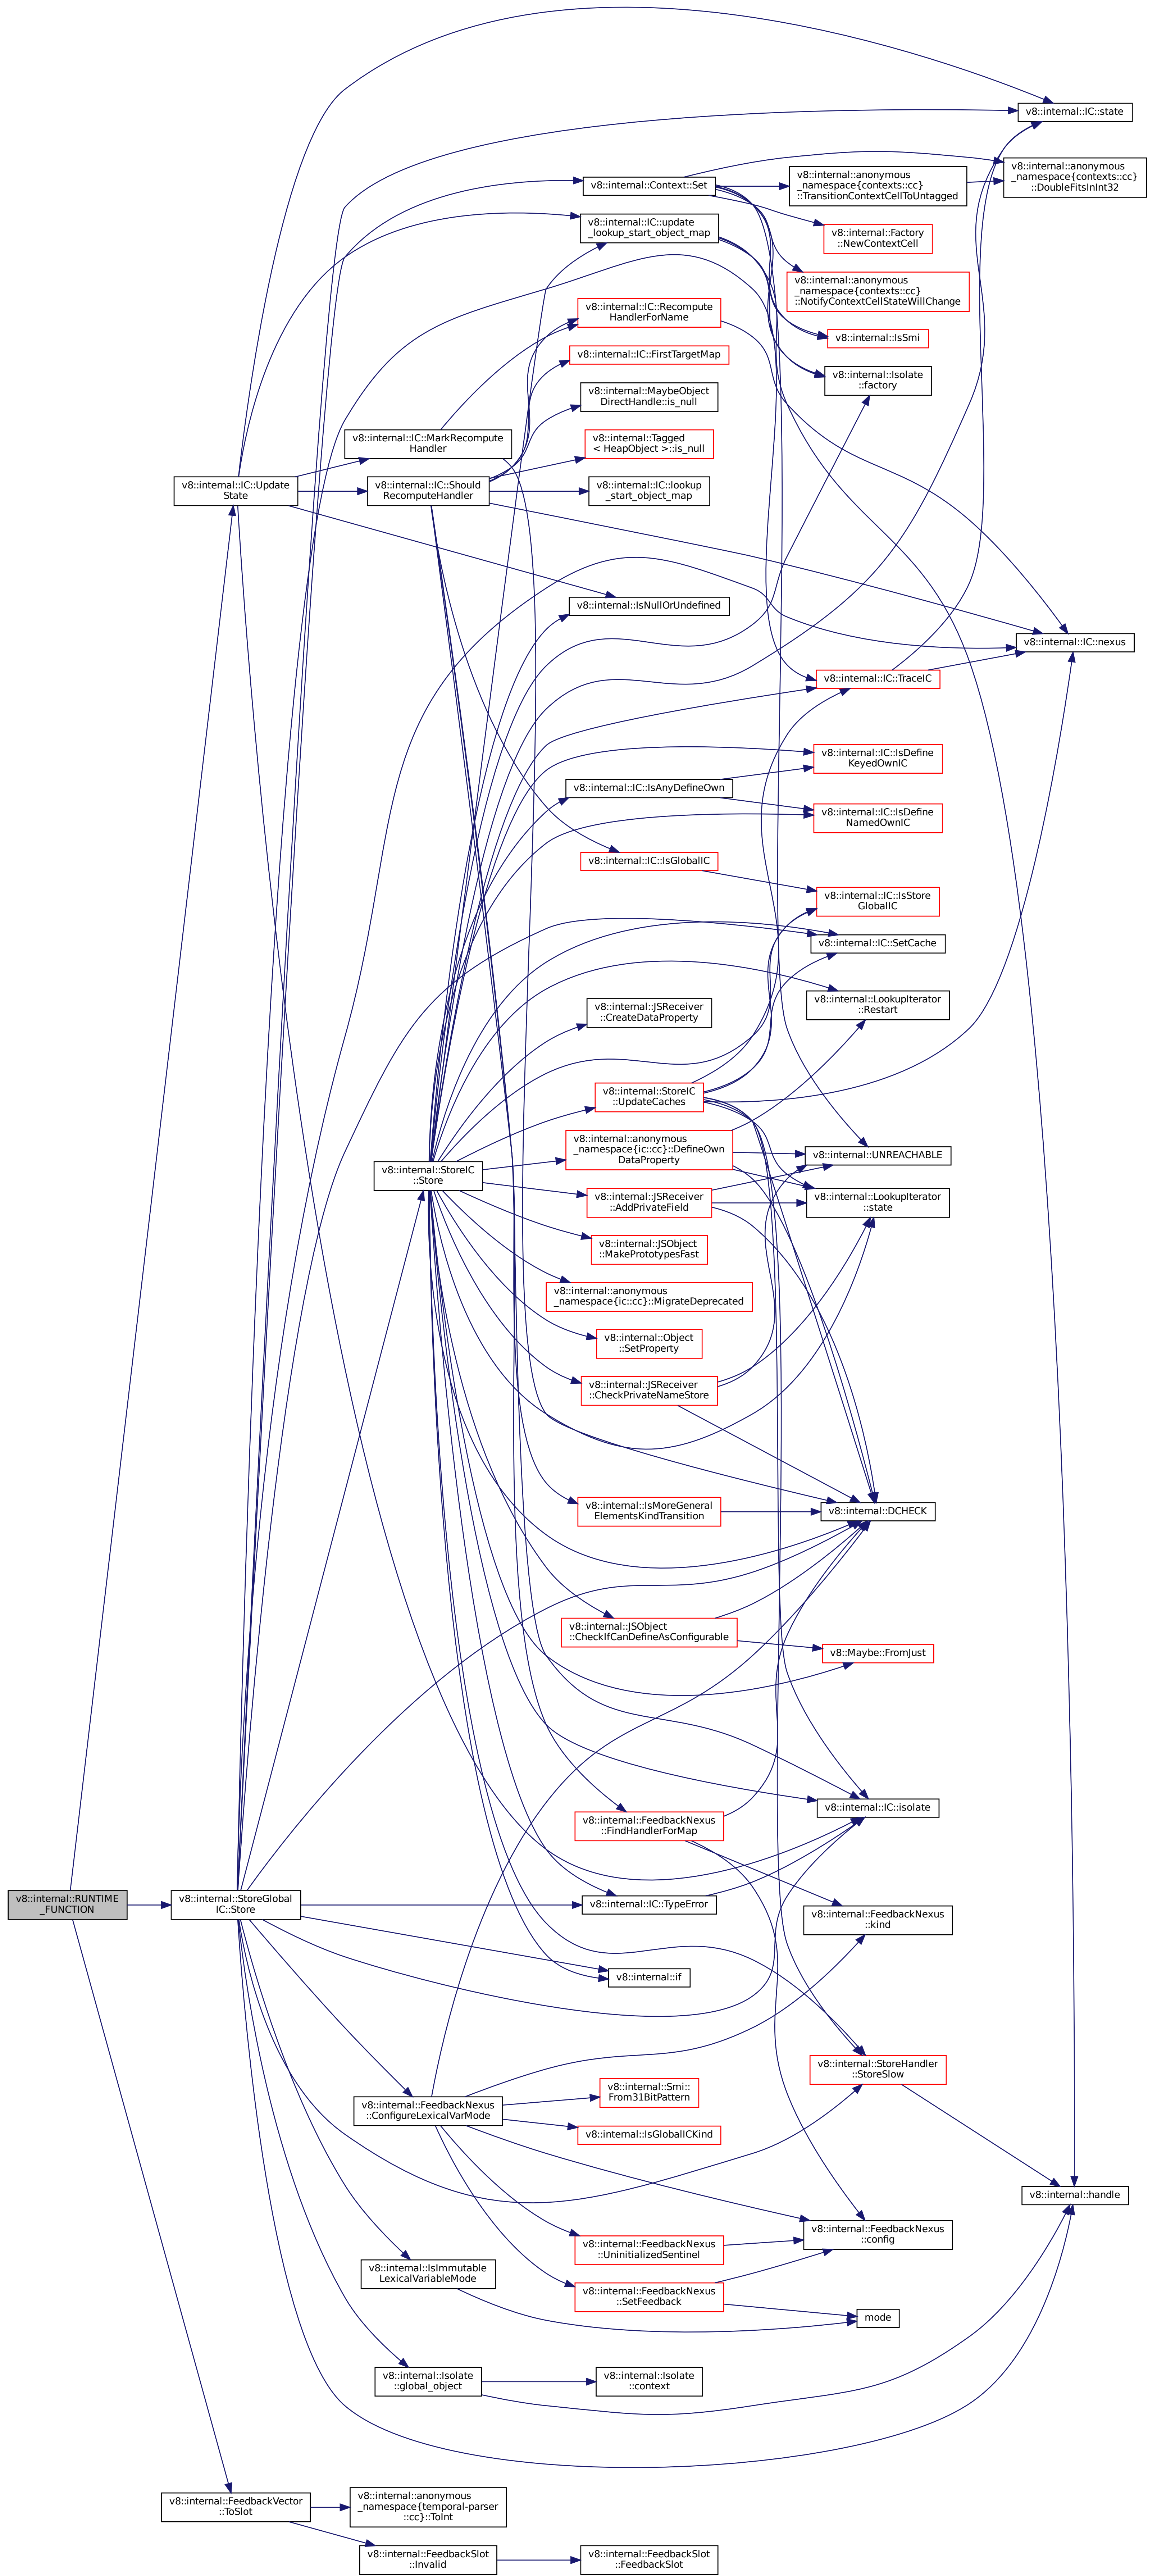 v8::internal::IC::state
v8::internal::anonymous
_namespace{contexts::cc}
::DoubleFitsInInt32
v8::internal::Context::Set
v8::internal::anonymous
_namespace{contexts::cc}
::TransitionContextCellToUntagged
v8::internal::IC::update
_lookup_start_object_map
v8::internal::Factory
::NewContextCell
v8::internal::anonymous
_namespace{contexts::cc}
::NotifyContextCellStateWillChange
v8::internal::IC::Recompute
HandlerForName
v8::internal::IsSmi
v8::internal::IC::FirstTargetMap
v8::internal::Isolate
::factory
v8::internal::MaybeObject
DirectHandle::is_null
v8::internal::IC::MarkRecompute
Handler
v8::internal::Tagged
< HeapObject >::is_null
v8::internal::IC::Update
State
v8::internal::IC::Should
RecomputeHandler
v8::internal::IC::lookup
_start_object_map
v8::internal::IsNullOrUndefined
v8::internal::IC::nexus
v8::internal::IC::TraceIC
v8::internal::IC::IsDefine
KeyedOwnIC
v8::internal::IC::IsAnyDefineOwn
v8::internal::IC::IsDefine
NamedOwnIC
v8::internal::IC::IsGlobalIC
v8::internal::IC::IsStore
GlobalIC
v8::internal::IC::SetCache
v8::internal::LookupIterator
::Restart
v8::internal::JSReceiver
::CreateDataProperty
v8::internal::StoreIC
::UpdateCaches
v8::internal::anonymous
_namespace{ic::cc}::DefineOwn
DataProperty
v8::internal::UNREACHABLE
v8::internal::StoreIC
::Store
v8::internal::JSReceiver
::AddPrivateField
v8::internal::LookupIterator
::state
v8::internal::JSObject
::MakePrototypesFast
v8::internal::anonymous
_namespace{ic::cc}::MigrateDeprecated
v8::internal::Object
::SetProperty
v8::internal::JSReceiver
::CheckPrivateNameStore
v8::internal::IsMoreGeneral
ElementsKindTransition
v8::internal::DCHECK
v8::internal::JSObject
::CheckIfCanDefineAsConfigurable
v8::Maybe::FromJust
v8::internal::IC::isolate
v8::internal::FeedbackNexus
::FindHandlerForMap
v8::internal::RUNTIME
_FUNCTION
v8::internal::StoreGlobal
IC::Store
v8::internal::IC::TypeError
v8::internal::FeedbackNexus
::kind
v8::internal::if
v8::internal::StoreHandler
::StoreSlow
v8::internal::FeedbackNexus
::ConfigureLexicalVarMode
v8::internal::Smi::
From31BitPattern
v8::internal::IsGlobalICKind
v8::internal::handle
v8::internal::FeedbackNexus
::UninitializedSentinel
v8::internal::FeedbackNexus
::config
v8::internal::IsImmutable
LexicalVariableMode
v8::internal::FeedbackNexus
::SetFeedback
mode
v8::internal::Isolate
::global_object
v8::internal::Isolate
::context
v8::internal::FeedbackVector
::ToSlot
v8::internal::anonymous
_namespace{temporal-parser
::cc}::ToInt
v8::internal::FeedbackSlot
::Invalid
v8::internal::FeedbackSlot
::FeedbackSlot